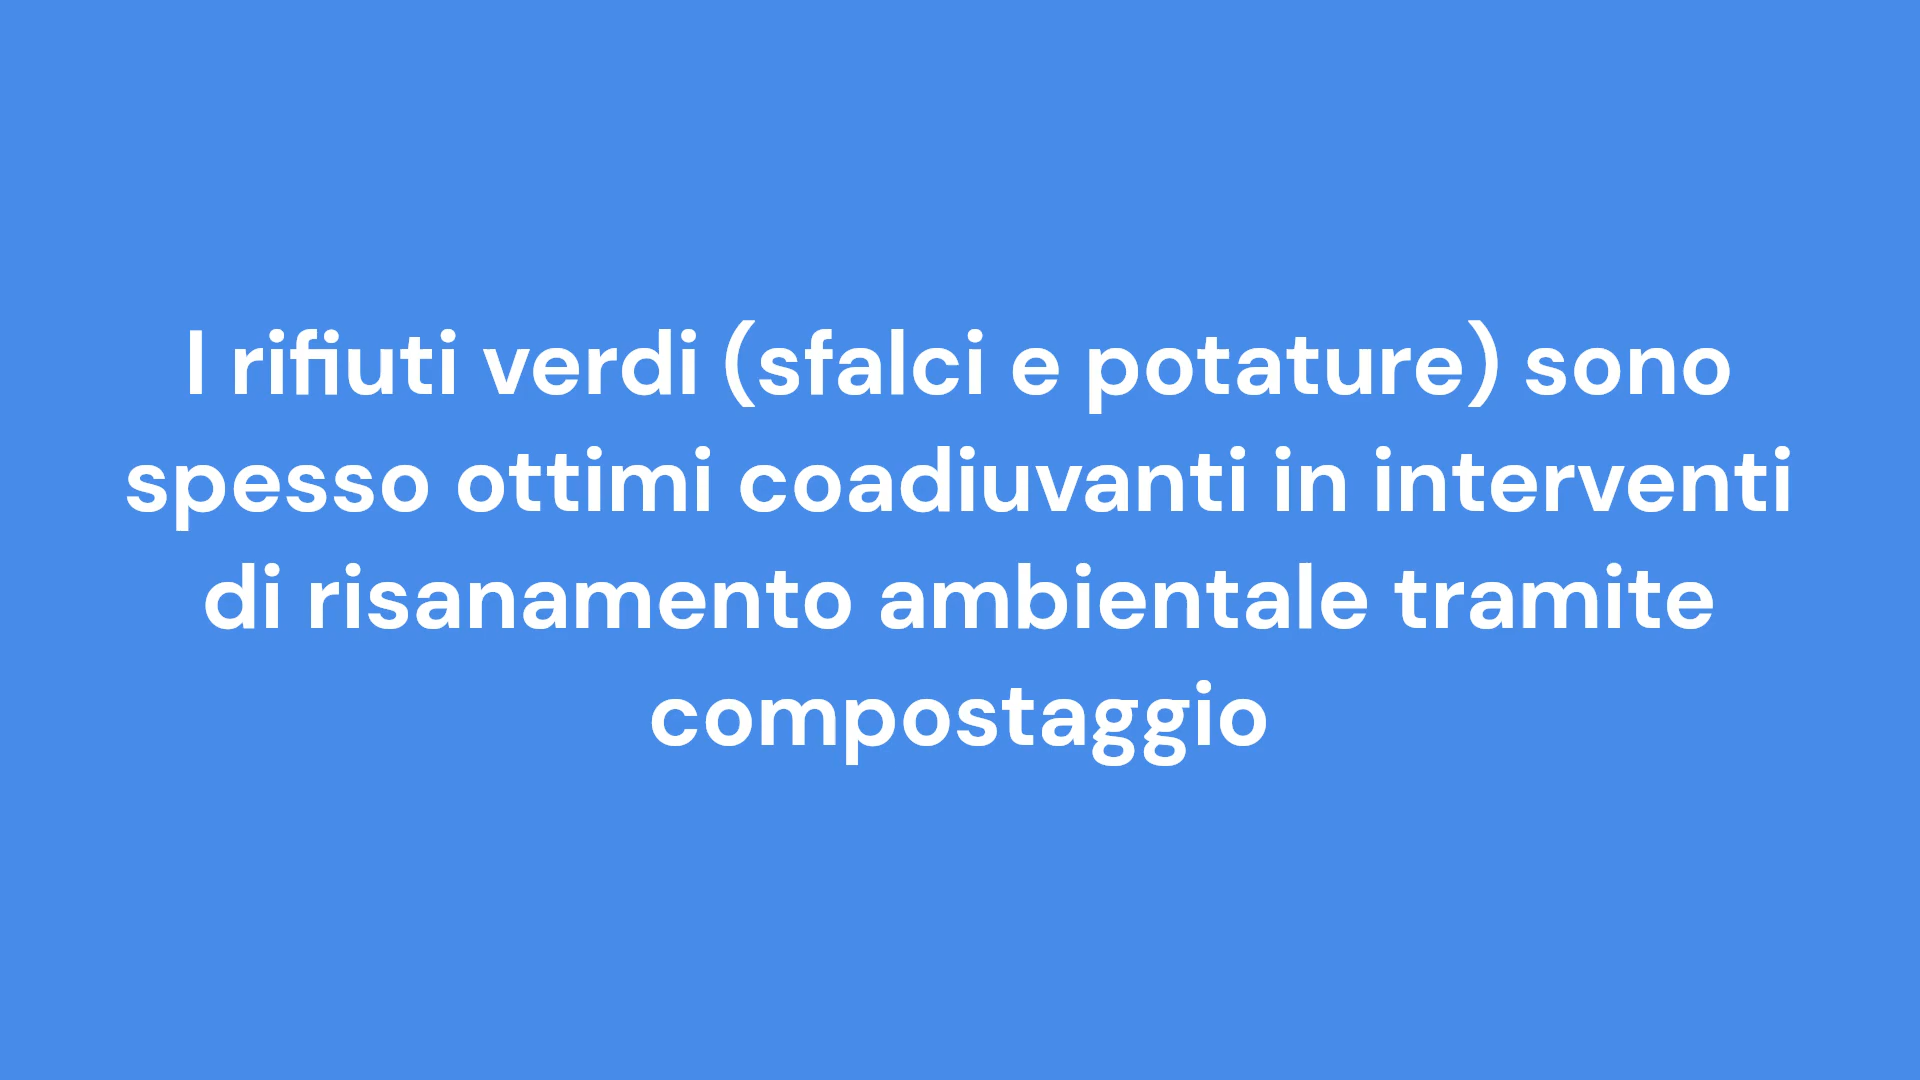 I rifiuti verdi (sfalci e potature) sono
spesso ottimi coadiuvanti in interventi
di risanamento ambientale tramite
compostaggio